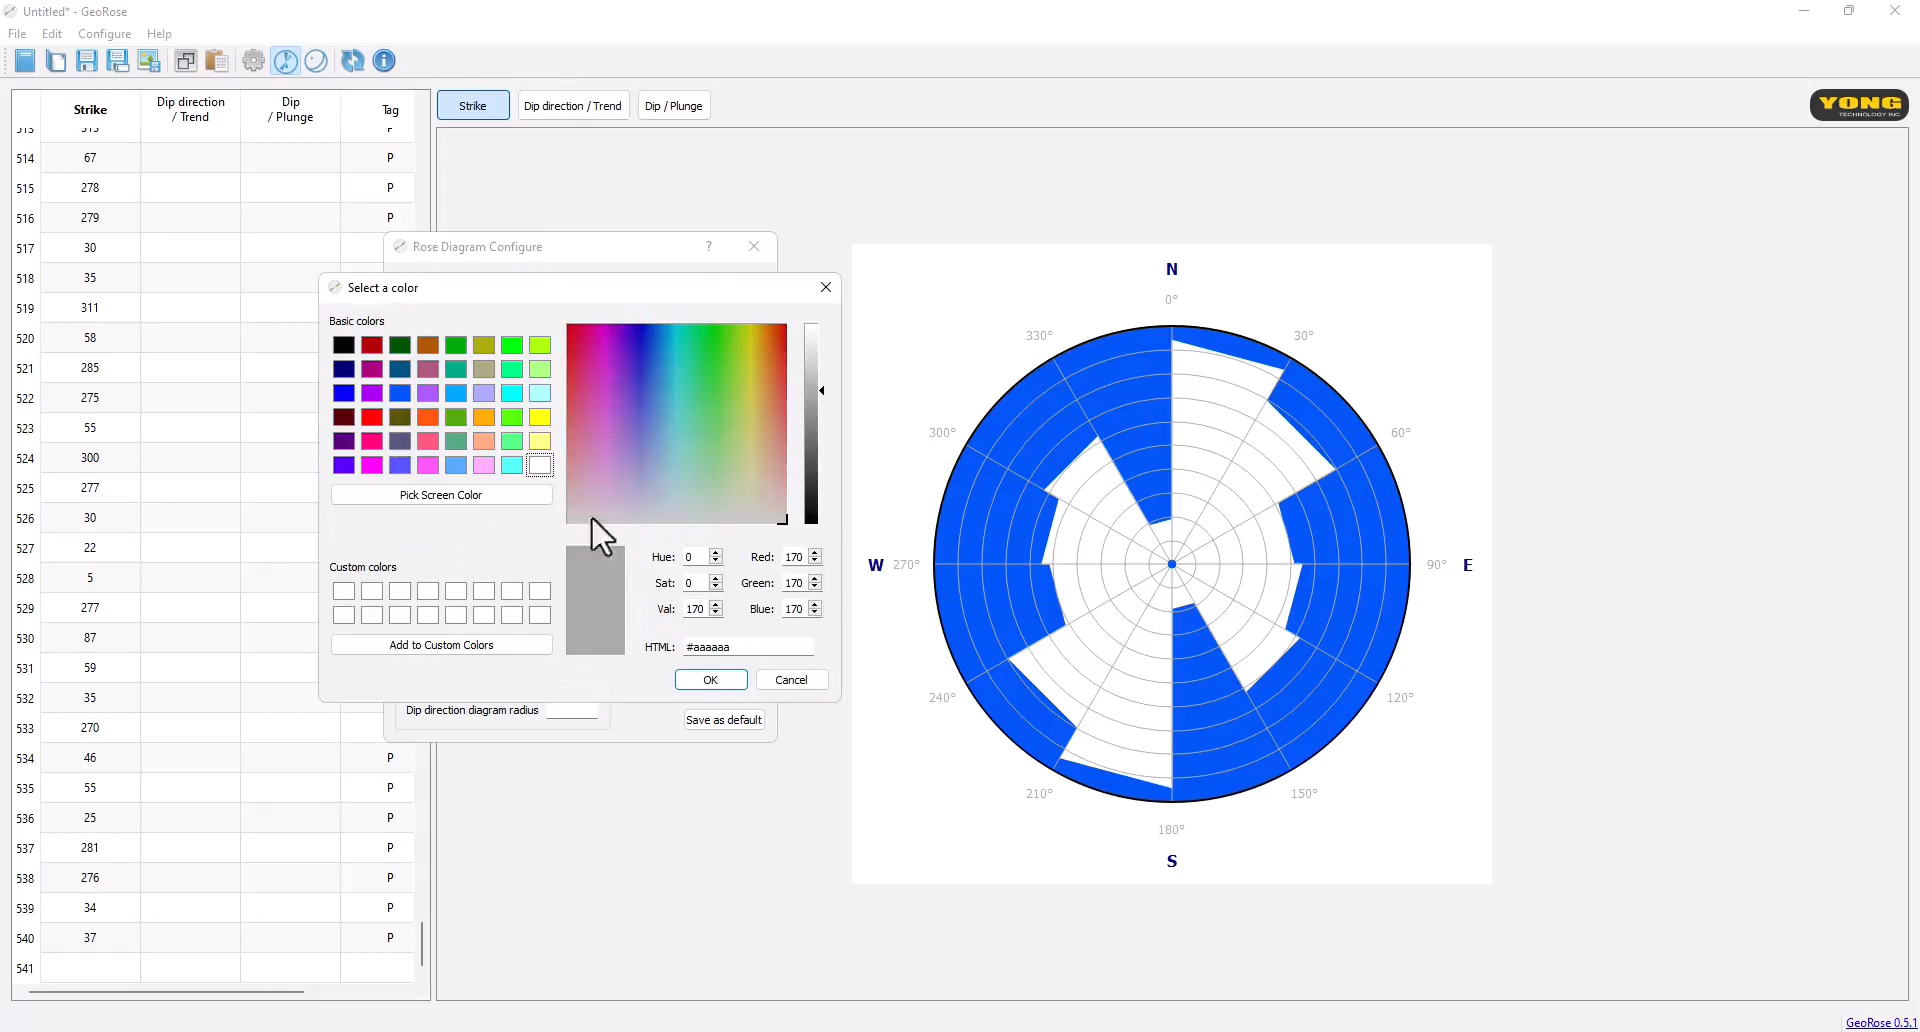 Untitled* - GeoRose
File Edit Configure Help
Strike Dip direction / Trend Dip / Plunge Tag
Strike Dip direction / Trend Dip / Plunge
YONG
TECHNOLOGY INC.
513 315 P
514 67 P
515 278 P
516 279 P
517 30
518 35
519 311
520 58
521 285
522 275
523 55
524 300
525 277
526 30
527 22
528 5
529 277
530 87
531 59
532 35
533 270
534 46 P
535 55 P
536 25 P
537 281 P
538 276 P
539 34 P
540 37 P
541
Rose Diagram Configure ?
Select a color
Basic colors
Pick Screen Color
Custom colors
Add to Custom Colors
Hue: 0 Red: 170
Sat: 0 Green: 170
Val: 170 Blue: 170
HTML: #aaaaaa
OK Cancel
Dip direction diagram radius
Save as default
N
0°
330° 30°
300° 60°
W 270° 90° E
240° 120°
210° 150°
180°
S
GeoRose 0.5.1